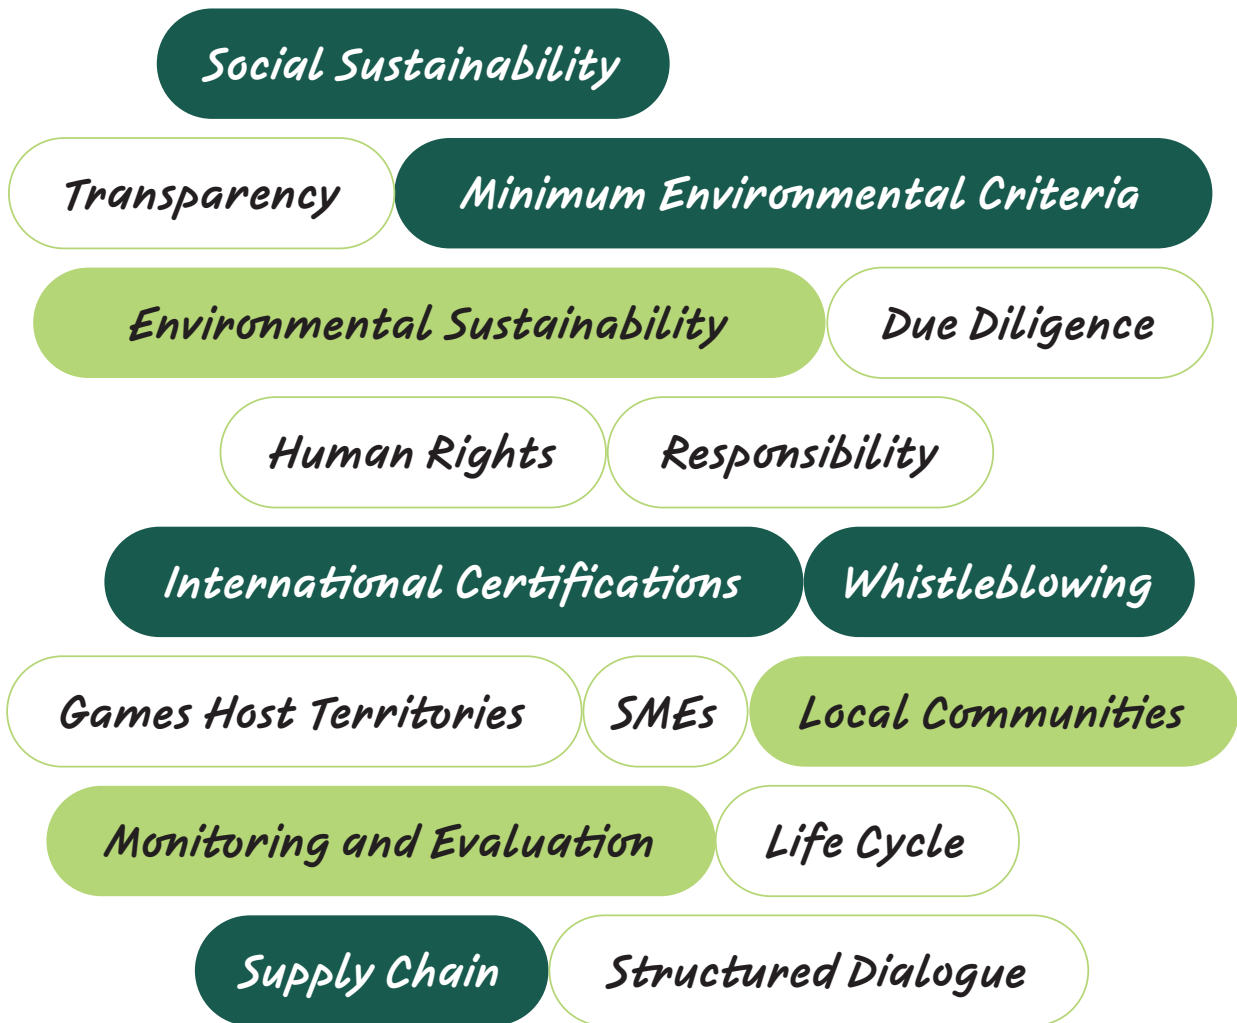 Social Sustainability
Transparency Minimum Environmental Criteria
Environmental Sustainability Due Diligence
Human Rights Responsibility
International Certifications Whistleblowing
Games Host Territories SMEs Local Communities
Monitoring and Evaluation Life Cycle
Supply Chain Structured Dialogue